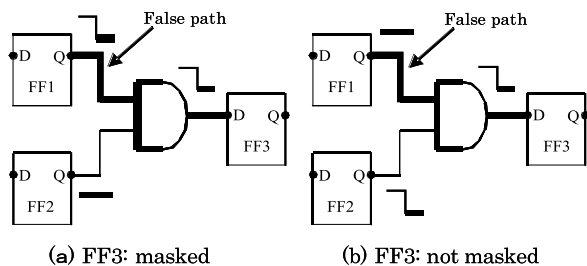 False path
D Q
FF1
D Q
FF3
D Q
FF2
(a) FF3: masked
False path
D Q
FF1
D Q
FF3
D Q
FF2
(b) FF3: not masked